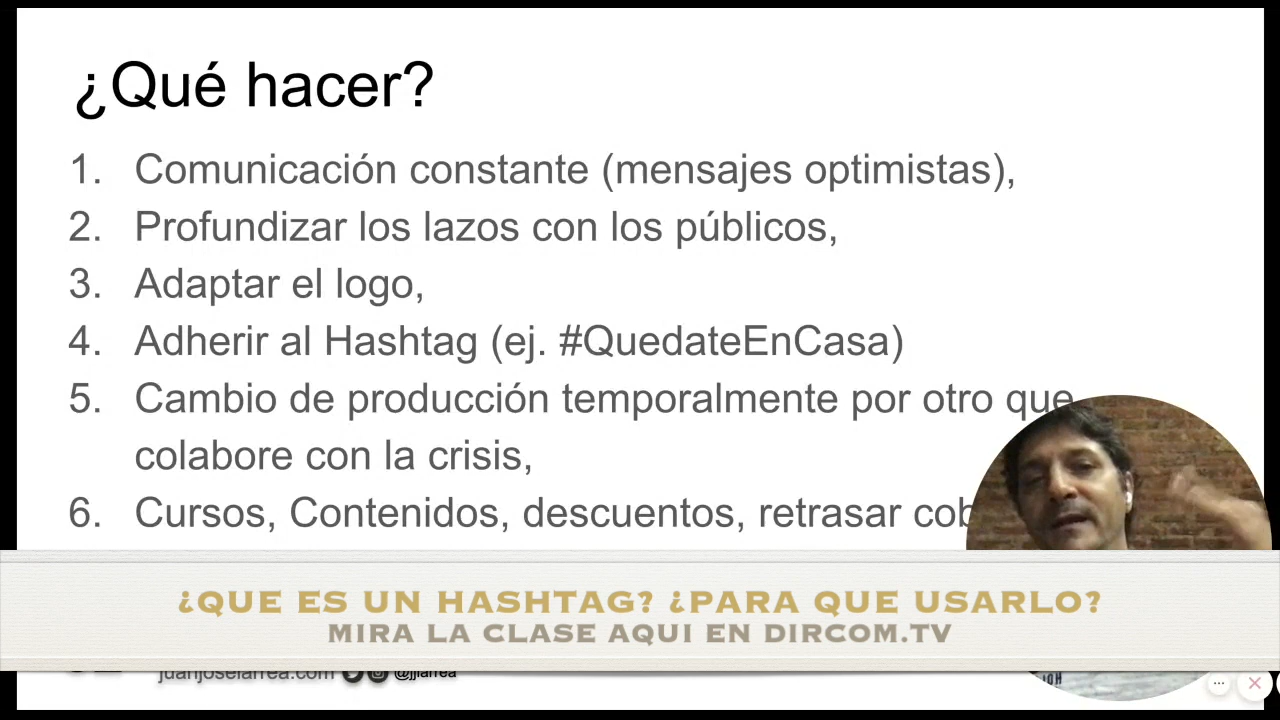 ¿Qué hacer?
1. Comunicación constante (mensajes optimistas),
2. Profundizar los lazos con los públicos,
3. Adaptar el logo,
4. Adherir al Hashtag (ej. #QuedateEnCasa)
5. Cambio de producción temporalmente por otro que
colabore con la crisis,
6. Cursos, Contenidos, descuentos, retrasar
¿QUE ES UN HASHTAG? ¿PARA QUE USARLO?
MIRA LA CLASE AQUI EN DIRCOM.TV
juanjoselarrea.com @jjlarrea